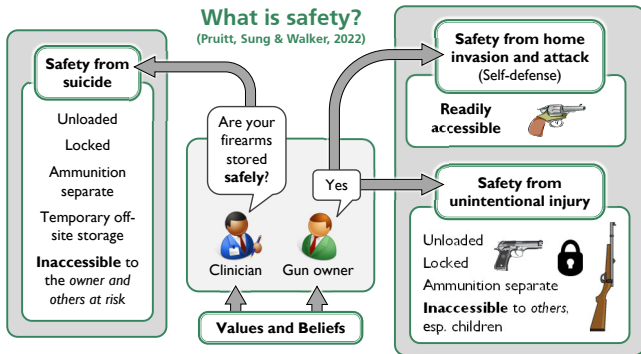 What is safety?
(Pruitt, Sung & Walker, 2022)
Safety from
suicide
Unloaded
Locked
Ammunition
separate
Temporary off-
site storage
Inaccessible to
the owner and
others at risk
Are your
firearms
stored
safely?
Yes
Clinician
Gun owner
Values and Beliefs
Safety from home
invasion and attack
(Self-defense)
Readily
accessible
Safety from
unintentional injury
Unloaded
Locked
Ammunition separate
Inaccessible to others,
esp. children